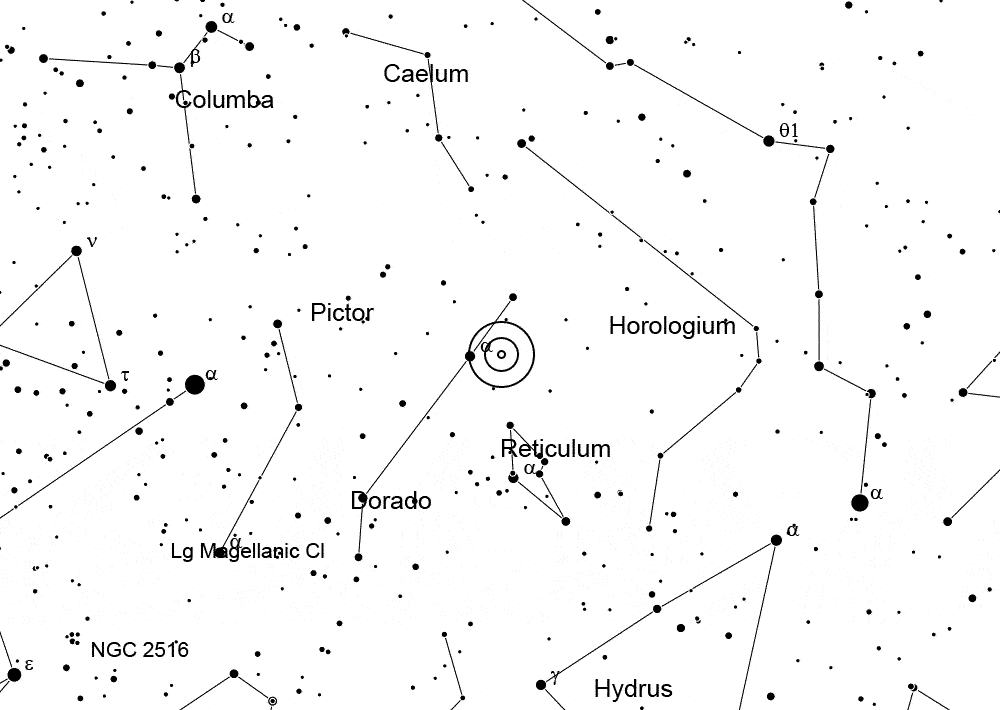 α
β
Columba
Caelum
θ1
ν
Pictor
Horologium
α
τ
α
Reticulum
α
α
Dorado
α
α
Lg Magellanic Cl
NGC 2516
ε
γ
Hydrus